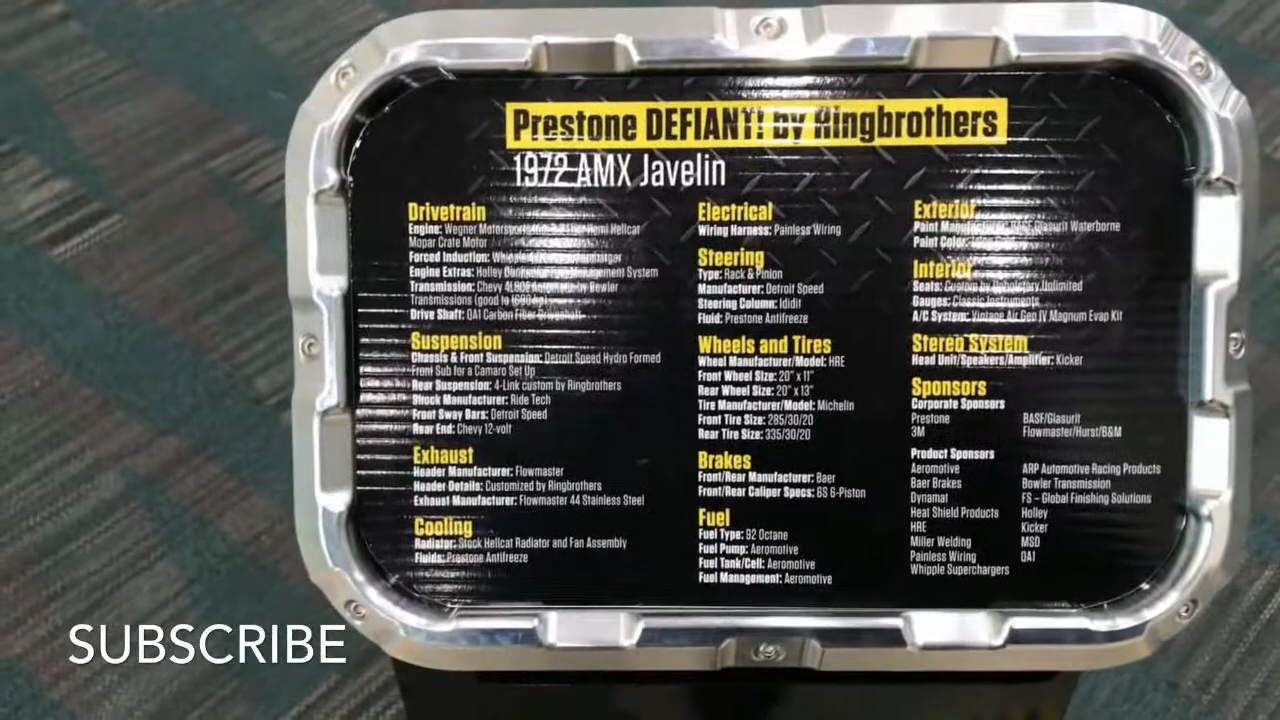 Prestone DEFIANT! by Ringbrothers
1972 AMX Javelin
Drivetrain
Engine: Wegner Hellcat
Mopar Crate Motor
Forced Induction:
Engine Extras: Holley Management System
Transmission: Chevy by Bowler
Transmissions (good to
Drive Shaft: QA1 Carbon Fiber Driveshaft
Suspension
Chassis & Front Suspension: Detroit Speed Hydro Formed
Front Sub for a Camaro Set Up
Rear Suspension: 4-Link custom by Ringbrothers
Shock Manufacturer: Ride Tech
Front Sway Bars: Detroit Speed
Rear End: Chevy 12-volt
Exhaust
Header Manufacturer: Flowmaster
Header Details: Customized by Ringbrothers
Exhaust Manufacturer: Flowmaster 44 Stainless Steel
Cooling
Radiator: Stock Hellcat Radiator and Fan Assembly
Fluids: Prestone Antifreeze
Electrical
Wiring Harness: Painless Wiring
Steering
Type: Rack & Pinion
Manufacturer: Detroit Speed
Steering Column: Ididit
Fluid: Prestone Antifreeze
Wheels and Tires
Wheel Manufacturer/Model: HRE
Front Wheel Size: 20" x 11"
Rear Wheel Size: 20" x 13"
Tire Manufacturer/Model: Michelin
Front Tire Size: 285/30/20
Rear Tire Size: 335/30/20
Brakes
Front/Rear Manufacturer: Baer
Front/Rear Caliper Specs: 6S 6-Piston
Fuel
Fuel Type: 92 Octane
Fuel Pump: Aeromotive
Fuel Tank/Cell: Aeromotive
Fuel Management: Aeromotive
Exterior
Paint Manufacturer: BASF Glasurit Waterborne
Paint Color:
Interior
Seats: Custom by Upholstery Unlimited
Gauges: Classic Instruments
A/C System: Vintage Air Gen IV Magnum Evap Kit
Stereo System
Head Unit/Speakers/Amplifier: Kicker
Sponsors
Corporate Sponsors
Prestone BASF/Glasurit
3M Flowmaster/Hurst/B&M
Product Sponsors
Aeromotive ARP Automotive Racing Products
Baer Brakes Bowler Transmission
Dynamat FS – Global Finishing Solutions
Heat Shield Products Holley
HRE Kicker
Miller Welding MSD
Painless Wiring QA1
Whipple Superchargers
SUBSCRIBE